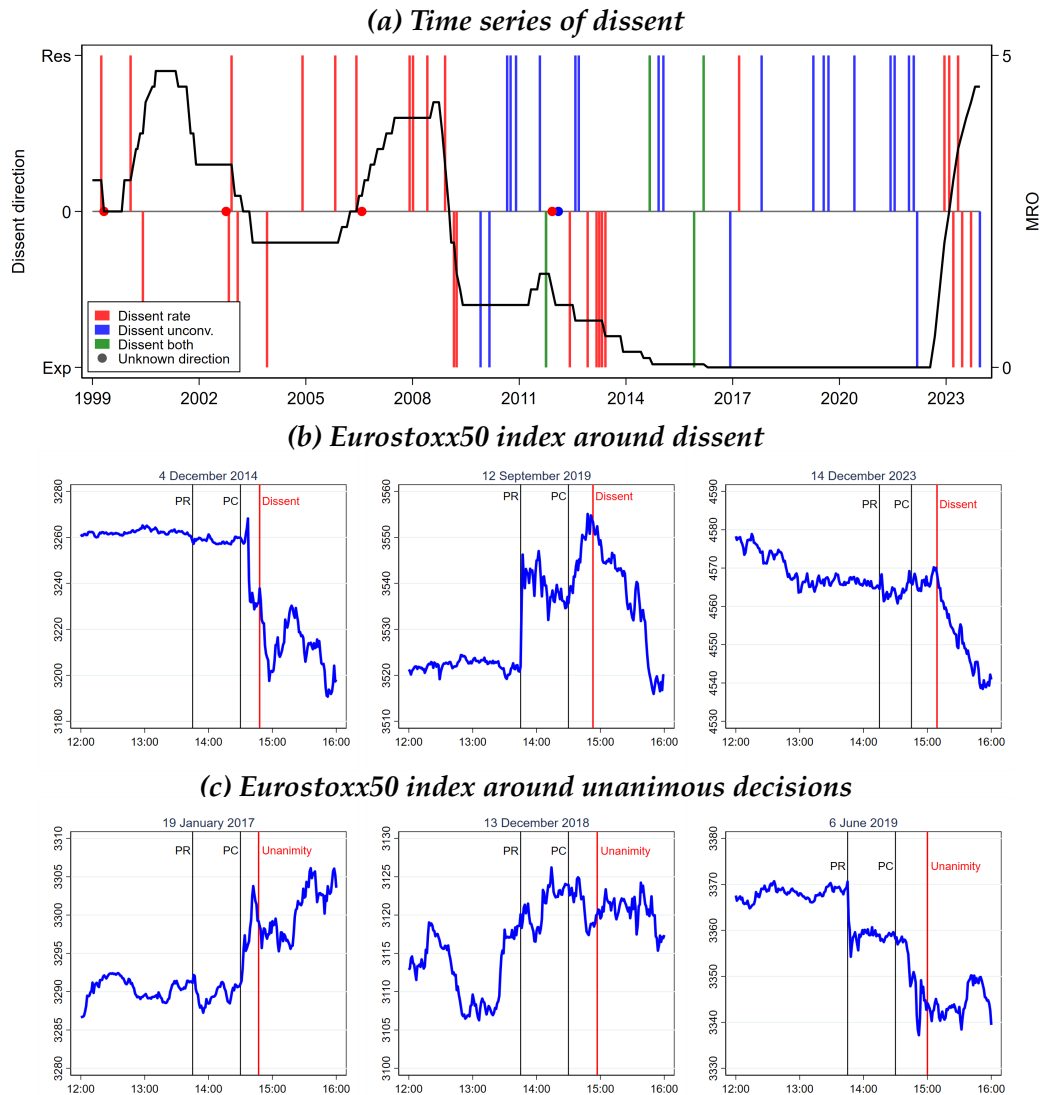 (a) Time series of dissent
Res
0
Exp
Dissent direction
5
0
MRO
Dissent rate
Dissent unconv.
Dissent both
Unknown direction
1999 2002 2005 2008 2011 2014 2017 2020 2023
(b) Eurostoxx50 index around dissent
4 December 2014
PR PC Dissent
3180 3200 3220 3240 3260 3280
12:00 13:00 14:00 15:00 16:00
12 September 2019
PR PC Dissent
3510 3520 3530 3540 3550 3560
12:00 13:00 14:00 15:00 16:00
14 December 2023
PR PC Dissent
4530 4540 4550 4560 4570 4580 4590
12:00 13:00 14:00 15:00 16:00
(c) Eurostoxx50 index around unanimous decisions
19 January 2017
PR PC Unanimity
3280 3285 3290 3295 3300 3305 3310
12:00 13:00 14:00 15:00 16:00
13 December 2018
PR PC Unanimity
3100 3105 3110 3115 3120 3125 3130
12:00 13:00 14:00 15:00 16:00
6 June 2019
PR PC Unanimity
3330 3340 3350 3360 3370 3380
12:00 13:00 14:00 15:00 16:00